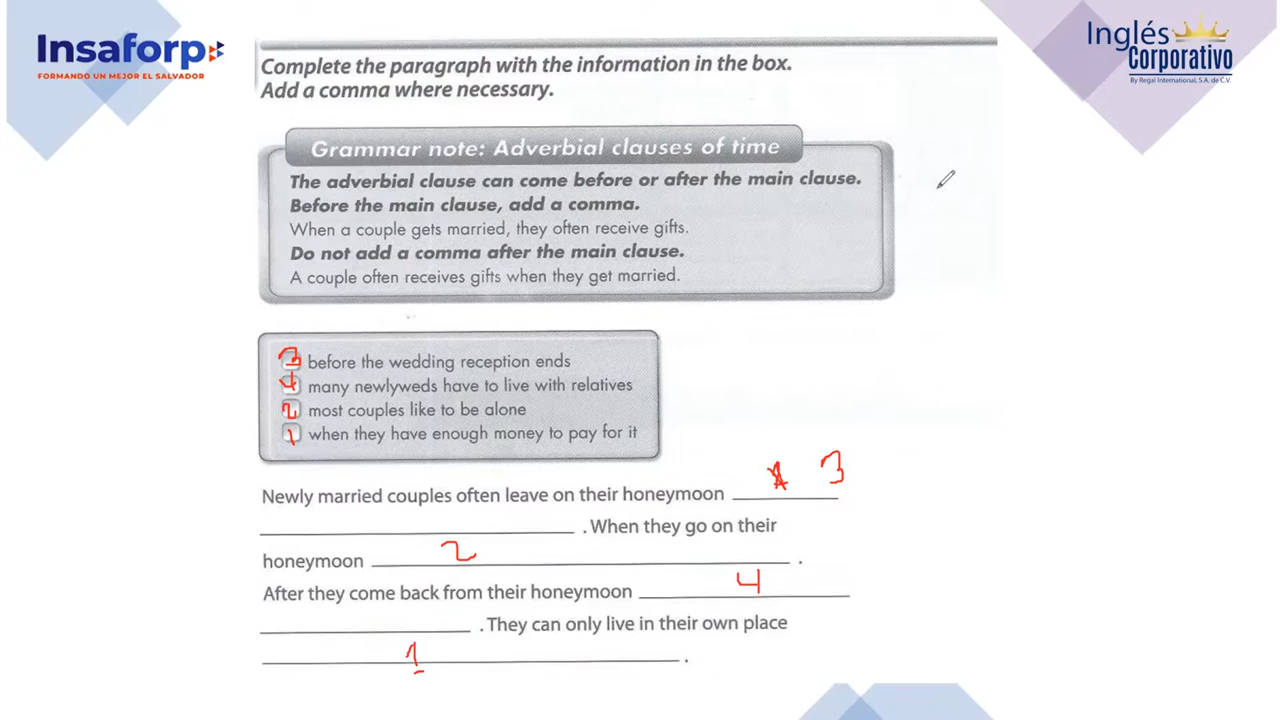 Insaforp
FORMANDO UN MEJOR EL SALVADOR
Inglés
Corporativo
By Regal International, S.A. de C.V.
Complete the paragraph with the information in the box.
Add a comma where necessary.
Grammar note: Adverbial clauses of time
The adverbial clause can come before or after the main clause.
Before the main clause, add a comma.
When a couple gets married, they often receive gifts.
Do not add a comma after the main clause.
A couple often receives gifts when they get married.
3 before the wedding reception ends
4 many newlyweds have to live with relatives
2 most couples like to be alone
1 when they have enough money to pay for it
Newly married couples often leave on their honeymoon ________ 3
________ . When they go on their
honeymoon 2 ________ .
After they come back from their honeymoon 4 ________
________ . They can only live in their own place
1 ________ .